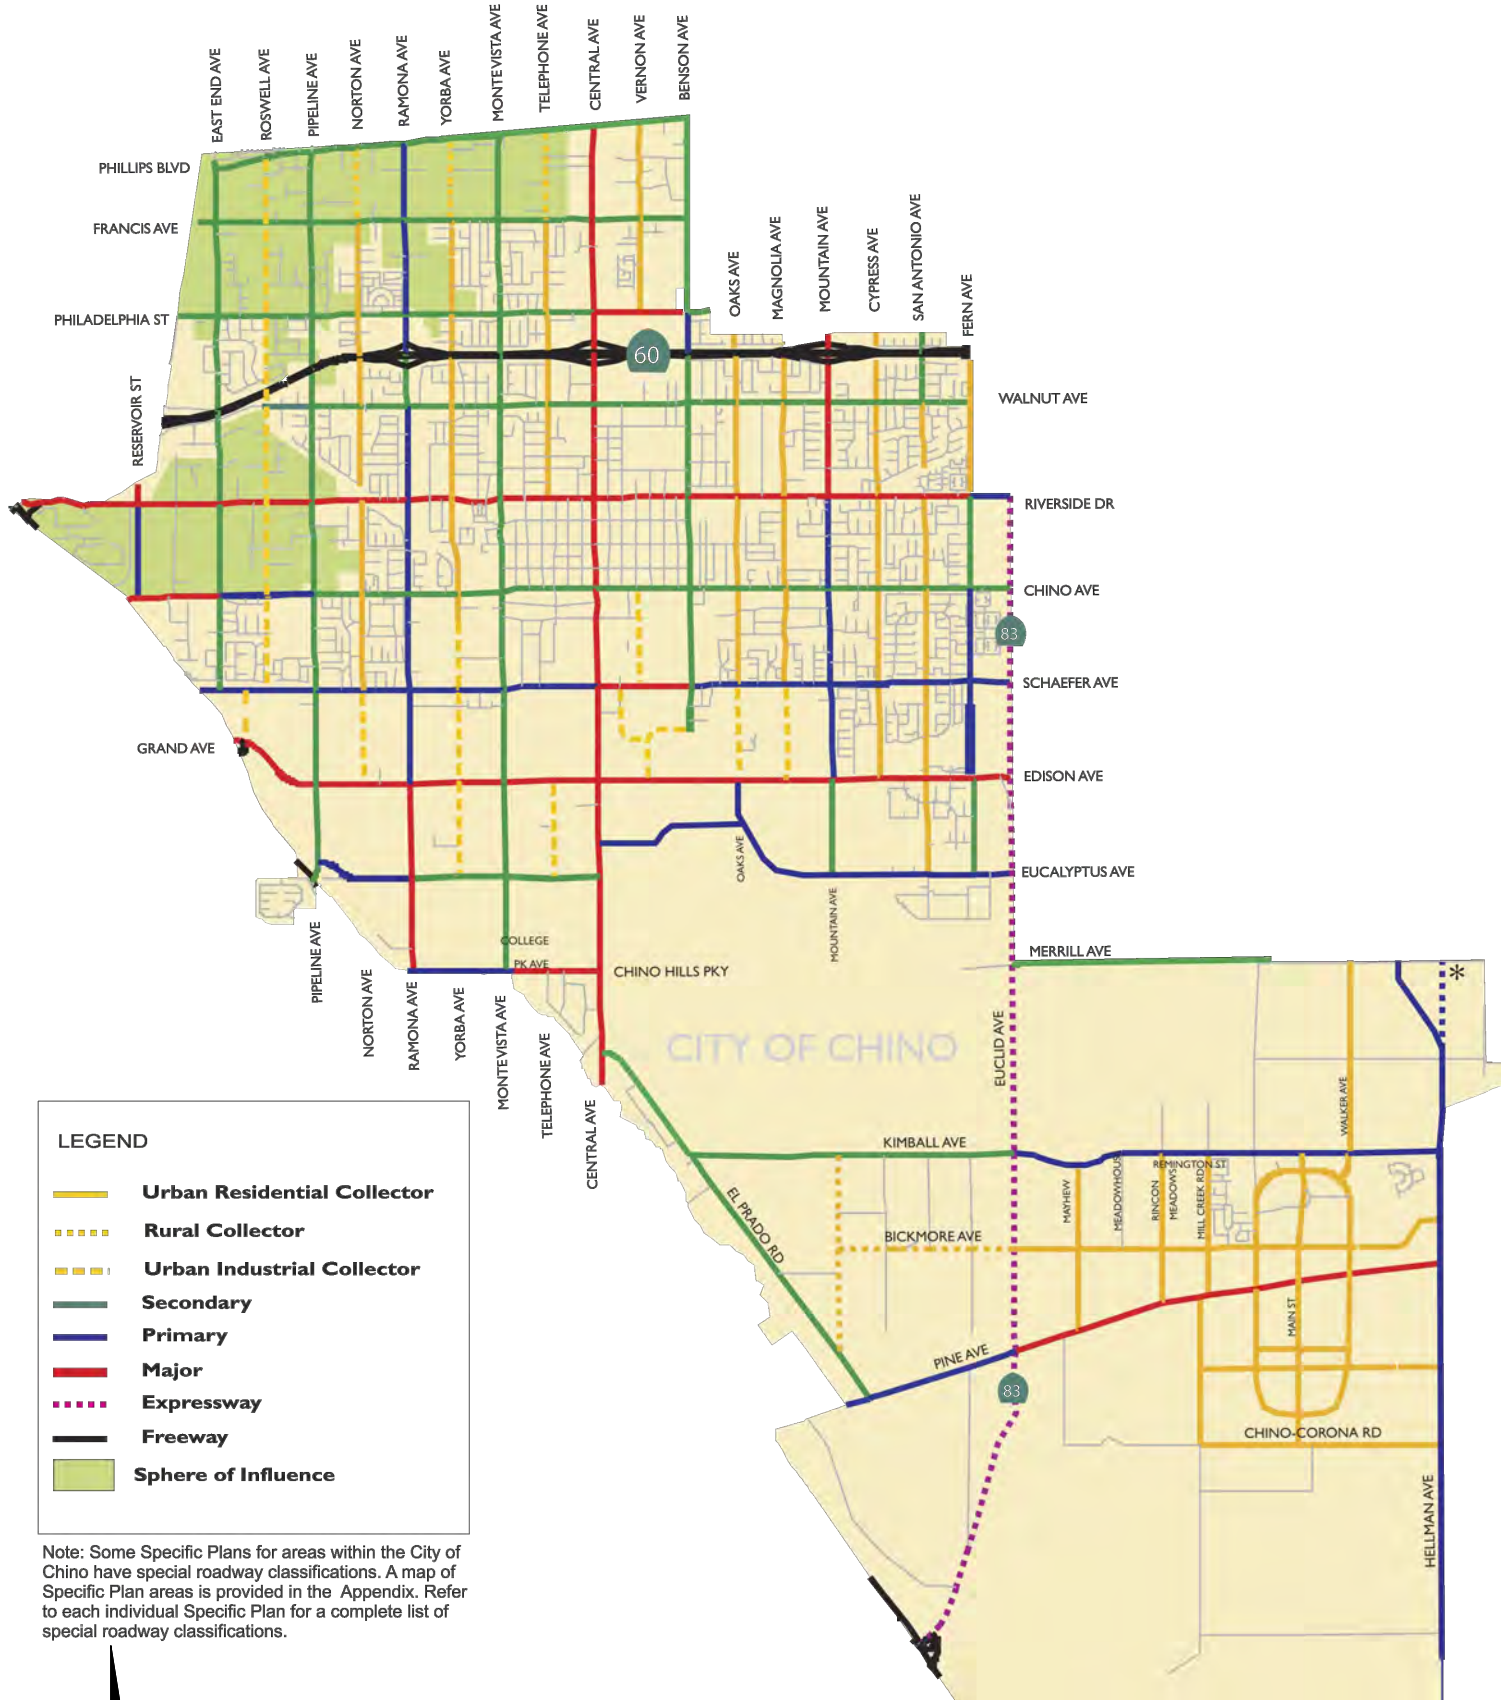 EAST END AVE
ROSWELL AVE
PIPELINE AVE
NORTON AVE
RAMONA AVE
YORBA AVE
MONTEVISTA AVE
TELEPHONE AVE
CENTRAL AVE
VERNON AVE
BENSON AVE
PHILLIPS BLVD
FRANCIS AVE
PHILADELPHIA ST
OAKS AVE
MAGNOLIA AVE
MOUNTAIN AVE
CYPRESS AVE
SAN ANTONIO AVE
FERN AVE
60
RESERVOIR ST
WALNUT AVE
RIVERSIDE DR
CHINO AVE
83
SCHAEFER AVE
GRAND AVE
EDISON AVE
OAKS AVE
EUCALYPTUS AVE
MOUNTAIN AVE
COLLEGE
PK AVE
CHINO HILLS PKY
MERRILL AVE
*
PIPELINE AVE
NORTON AVE
RAMONA AVE
YORBA AVE
MONTEVISTA AVE
TELEPHONE AVE
CENTRAL AVE
CITY OF CHINO
EUCLID AVE
WALKER AVE
KIMBALL AVE
REMINGTON ST
EL PRADO RD
MAYHEW
MEADOWHOUSE
RINCON
MEADOWS
MILL CREEK RD
BICKMORE AVE
MAIN ST
PINE AVE
83
CHINO-CORONA RD
HELLMAN AVE
LEGEND
Urban Residential Collector
Rural Collector
Urban Industrial Collector
Secondary
Primary
Major
Expressway
Freeway
Sphere of Influence
Note: Some Specific Plans for areas within the City of
Chino have special roadway classifications. A map of
Specific Plan areas is provided in the Appendix. Refer
to each individual Specific Plan for a complete list of
special roadway classifications.